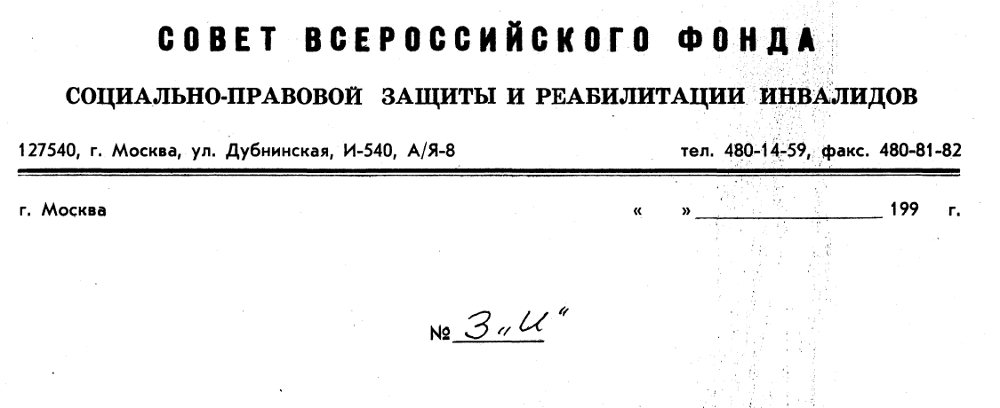 СОВЕТ ВСЕРОССИЙСКОГО ФОНДА
СОЦИАЛЬНО-ПРАВОВОЙ ЗАЩИТЫ И РЕАБИЛИТАЦИИ ИНВАЛИДОВ
127540, г. Москва, ул. Дубнинская, И-540, А/Я-8 тел. 480-14-59, факс. 480-81-82
г. Москва « » ____________ 199 г.
№ 3 „И“